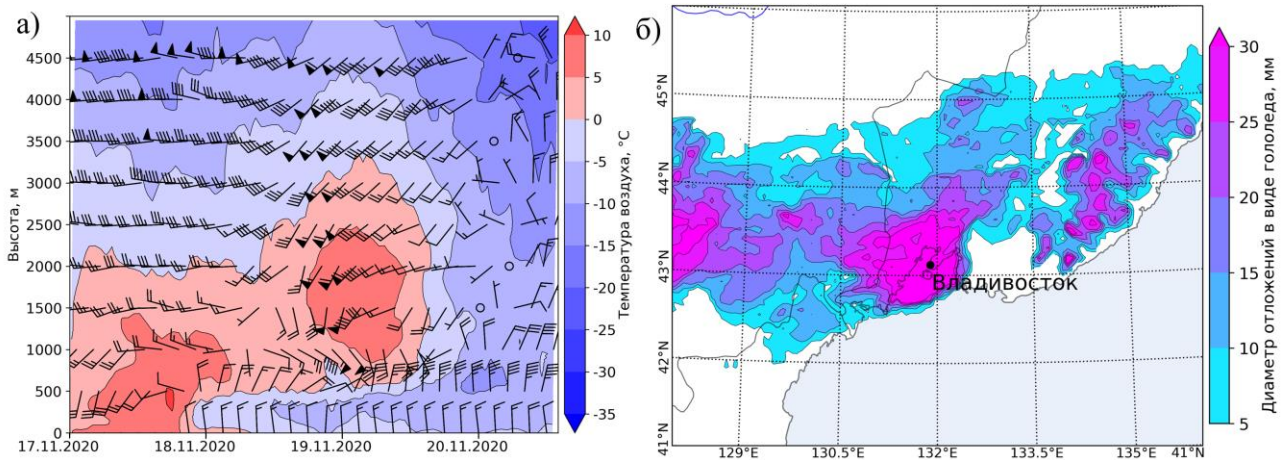 а)
4500
4000
3500
3000
2500
2000
1500
1000
500
0
Высота, м
17.11.2020
18.11.2020
19.11.2020
20.11.2020
10
5
0
−5
−10
−15
−20
−25
−30
−35
Температура воздуха, °C
б)
45°N
44°N
43°N
42°N
41°N
129°E
130.5°E
132°E
133.5°E
135°E
41°N
Владивосток
30
25
20
15
10
5
Диаметр отложений в виде гололеда, мм